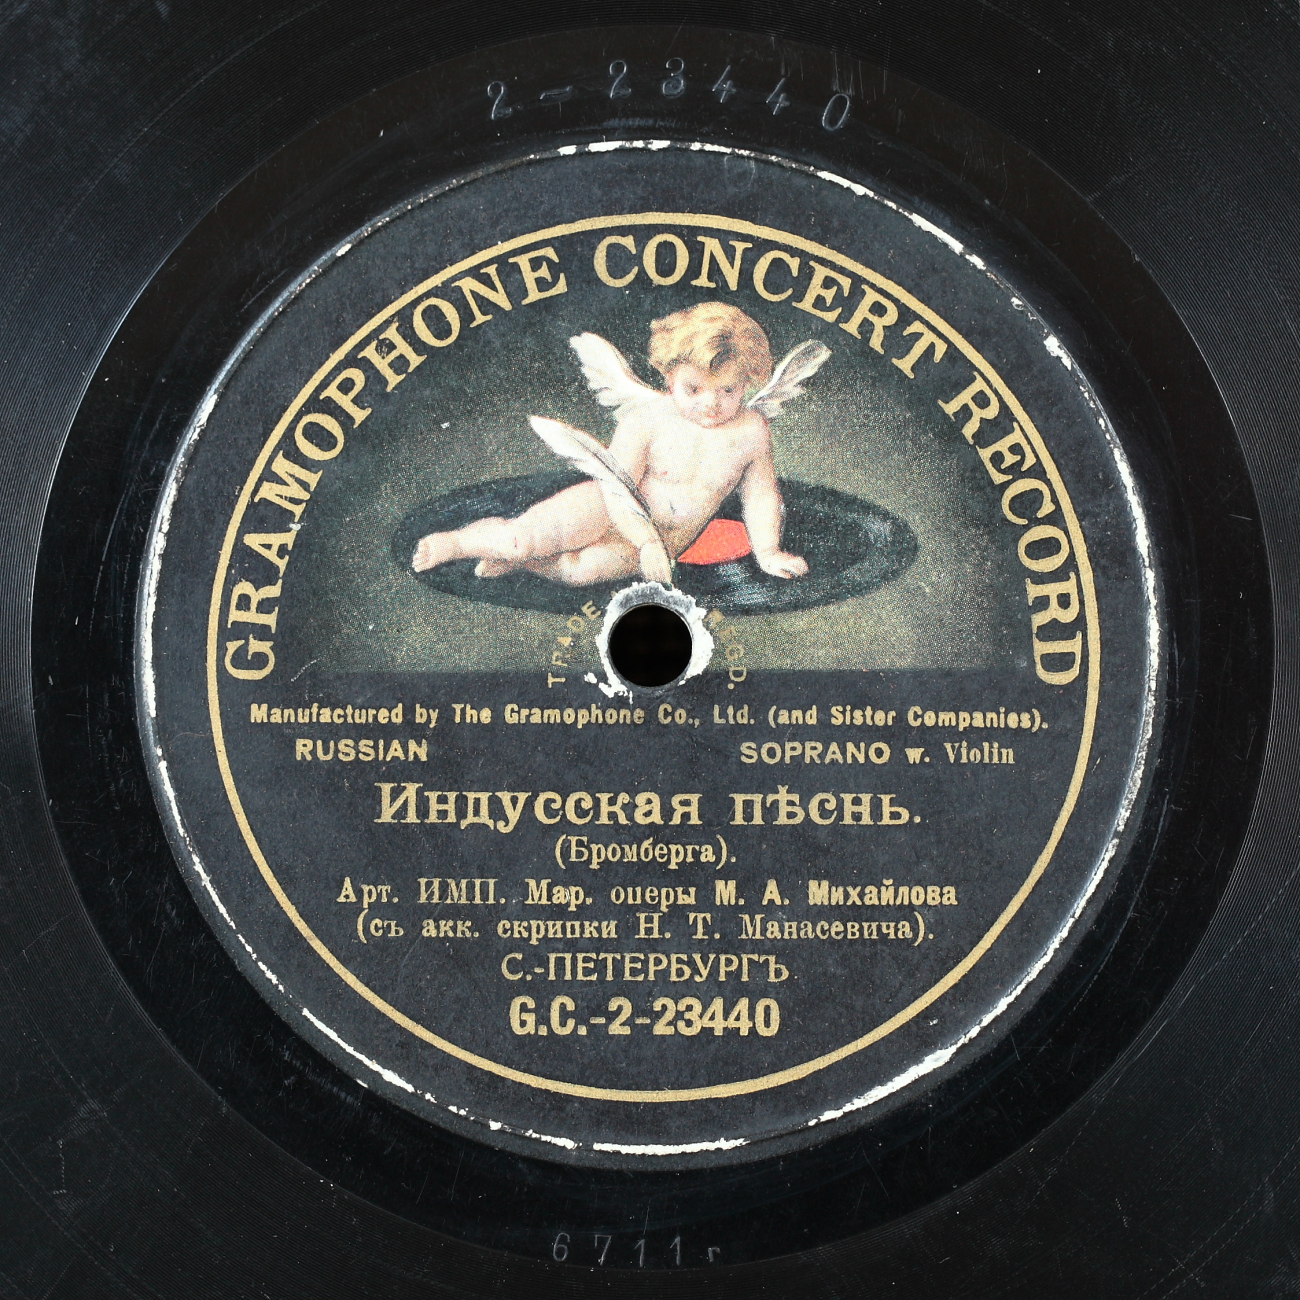 2-23440
GRAMOPHONE CONCERT RECORD
TRADE REGD.
Manufactured by The Gramophone Co., Ltd. (and Sister Companies).
RUSSIAN SOPRANO w. Violin
Индусская пѣснь.
(Бромберга).
Арт. ИМП. Мар. оперы М. А. Михайлова
(съ акк. скрипки Н. Т. Манасевича).
С.-ПЕТЕРБУРГЪ
G.C.-2-23440
6711r